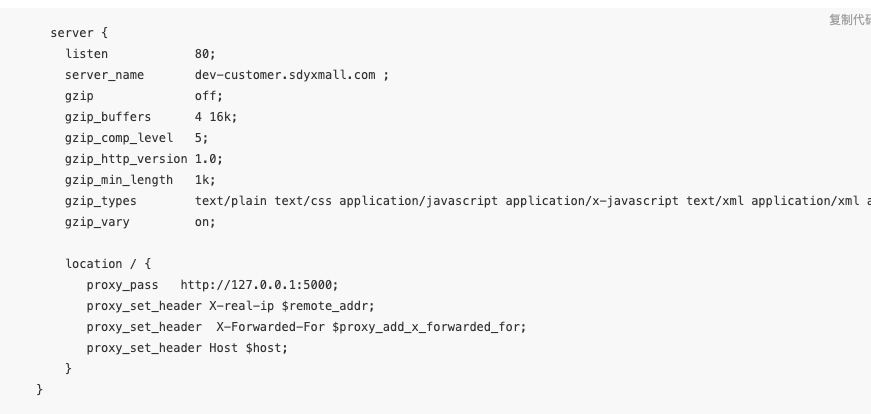 复制代码
server {
listen 80;
server_name dev-customer.sdyxmall.com ;
gzip off;
gzip_buffers 4 16k;
gzip_comp_level 5;
gzip_http_version 1.0;
gzip_min_length 1k;
gzip_types text/plain text/css application/javascript application/x-javascript text/xml application/xml a
gzip_vary on;
location / {
proxy_pass http://127.0.0.1:5000;
proxy_set_header X-real-ip $remote_addr;
proxy_set_header X-Forwarded-For $proxy_add_x_forwarded_for;
proxy_set_header Host $host;
}
}